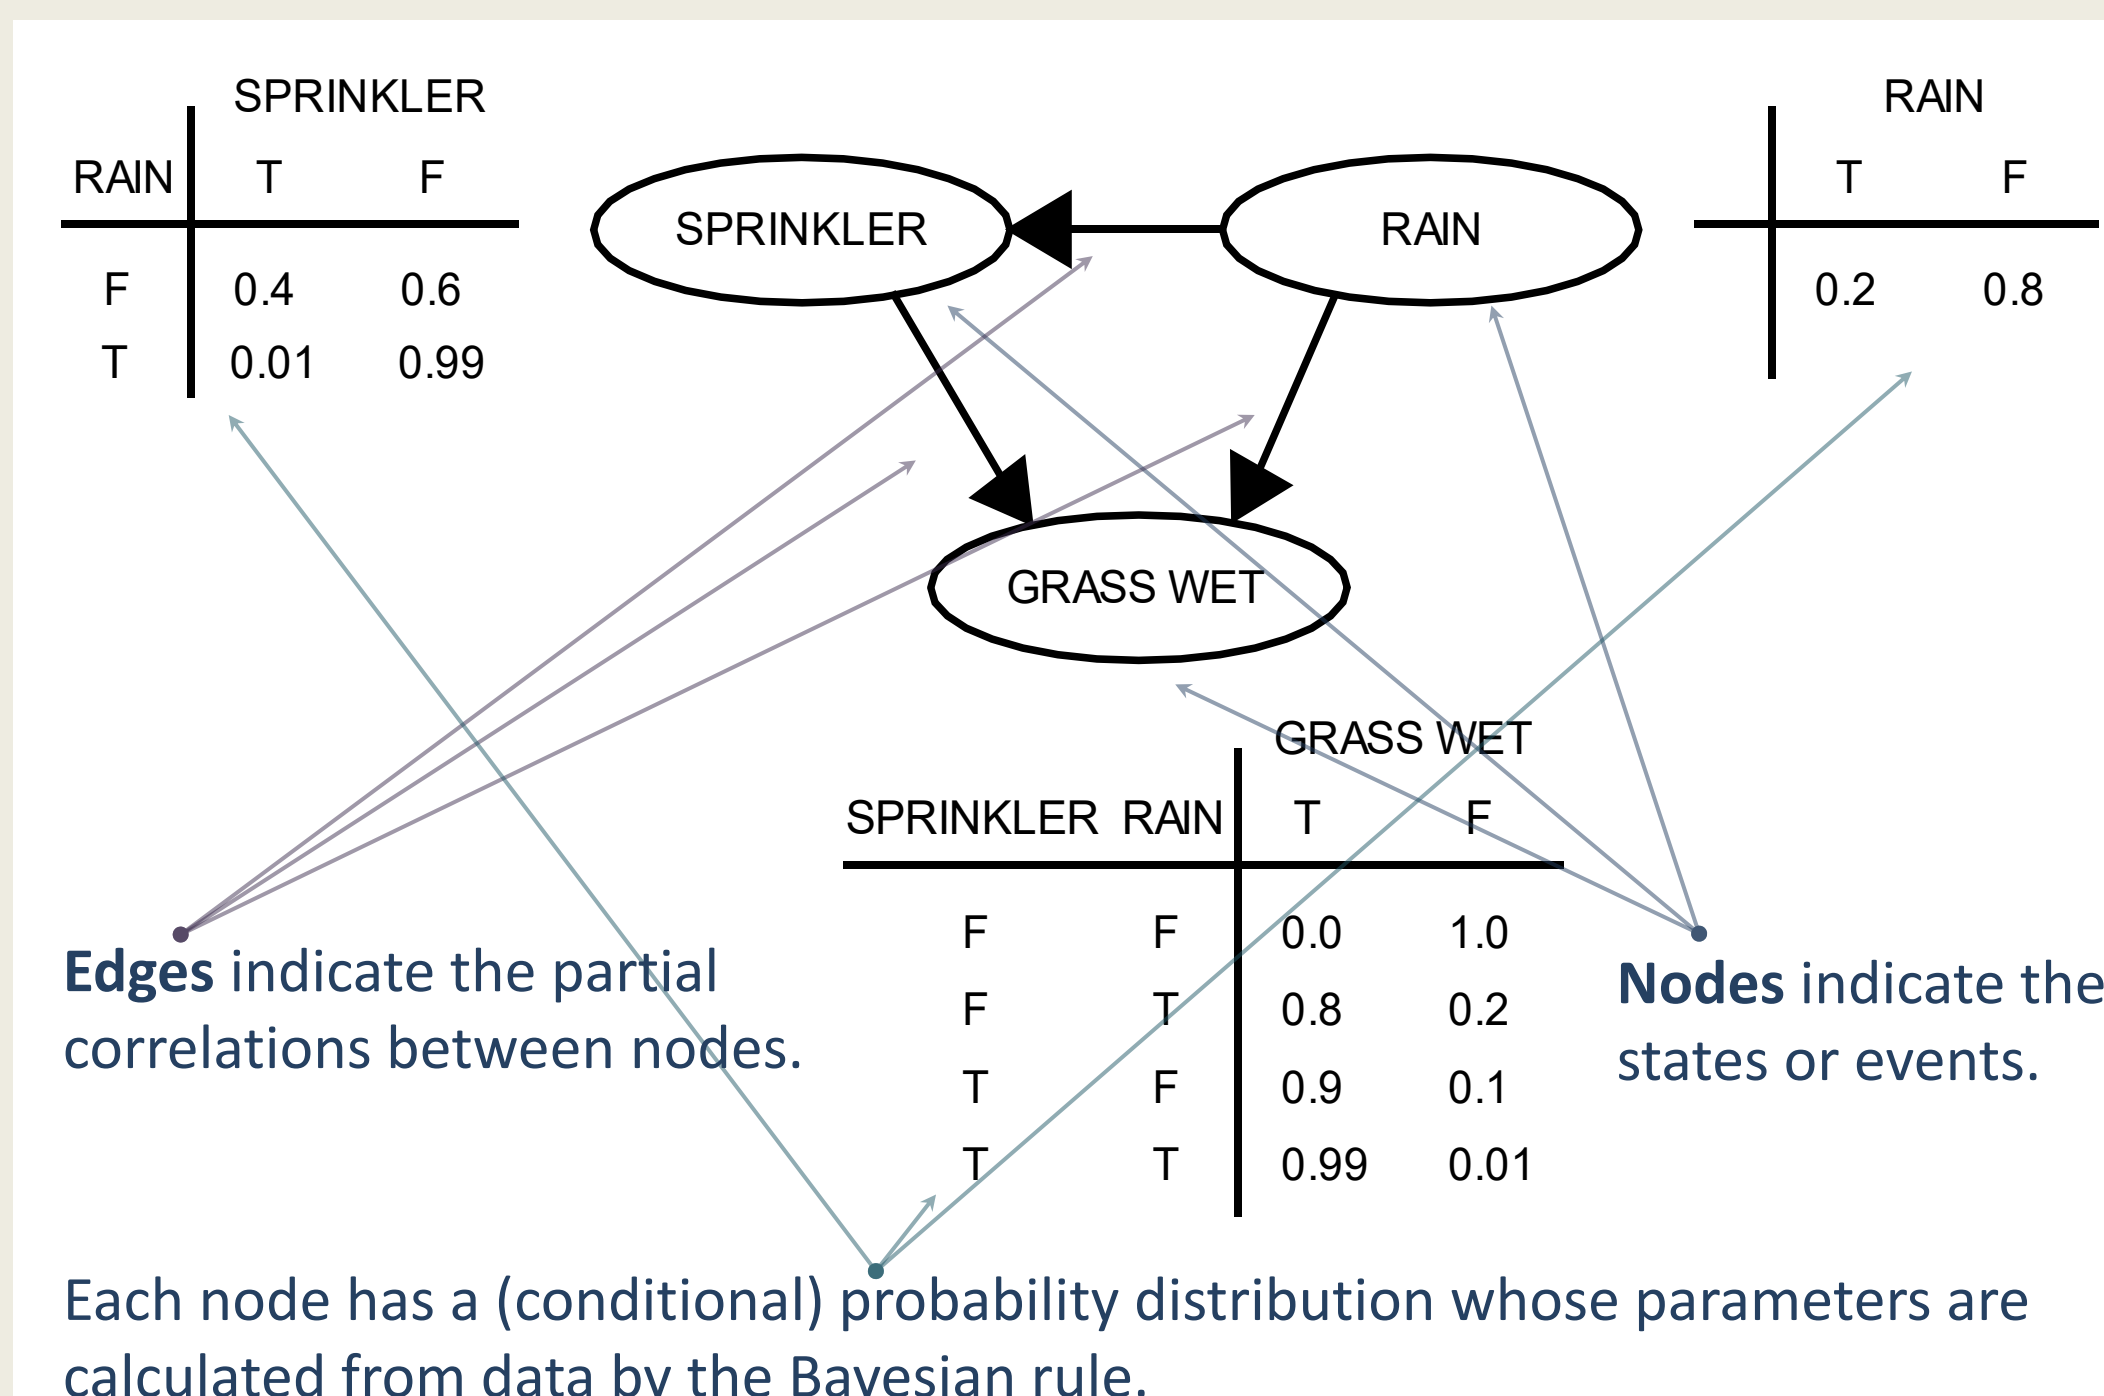 SPRINKLER
RAIN T F
F 0.4 0.6
T 0.01 0.99
SPRINKLER
RAIN
RAIN
T F
0.2 0.8
GRASS WET
GRASS WET
SPRINKLER RAIN T F
F F 0.0 1.0
F T 0.8 0.2
T F 0.9 0.1
T T 0.99 0.01
Edges indicate the partial
correlations between nodes.
Nodes indicate the
states or events.
Each node has a (conditional) probability distribution whose parameters are
calculated from data by the Bayesian rule.